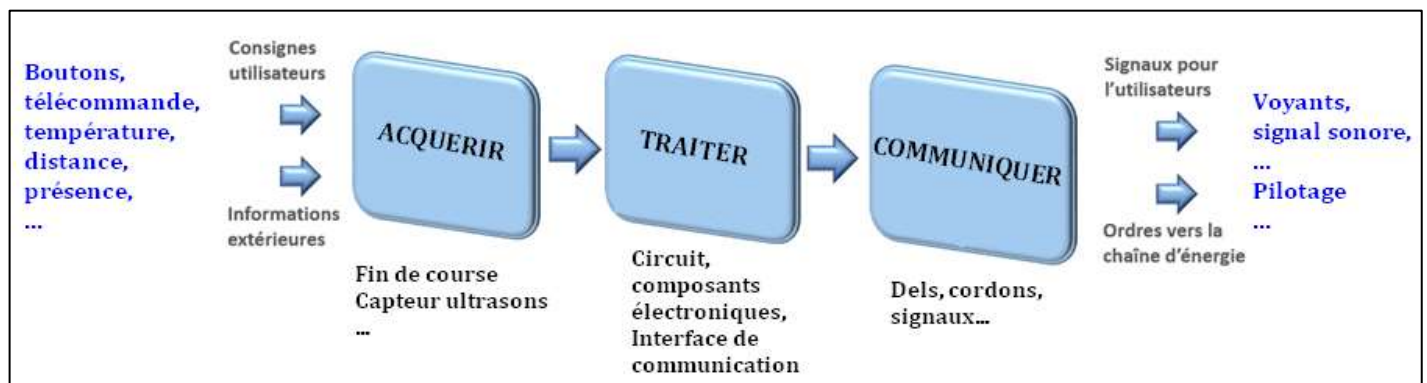 Boutons,
télécommande,
température,
distance,
présence,
...
Consignes
utilisateurs
Informations
extérieures
ACQUERIR
Fin de course
Capteur ultrasons
...
TRAITER
Circuit,
composants
électroniques,
Interface de
communication
COMMUNIQUER
Dels, cordons,
signaux...
Signaux pour
l'utilisateurs
Ordres vers la
chaîne d'énergie
Voyants,
signal sonore,
...
Pilotage
...